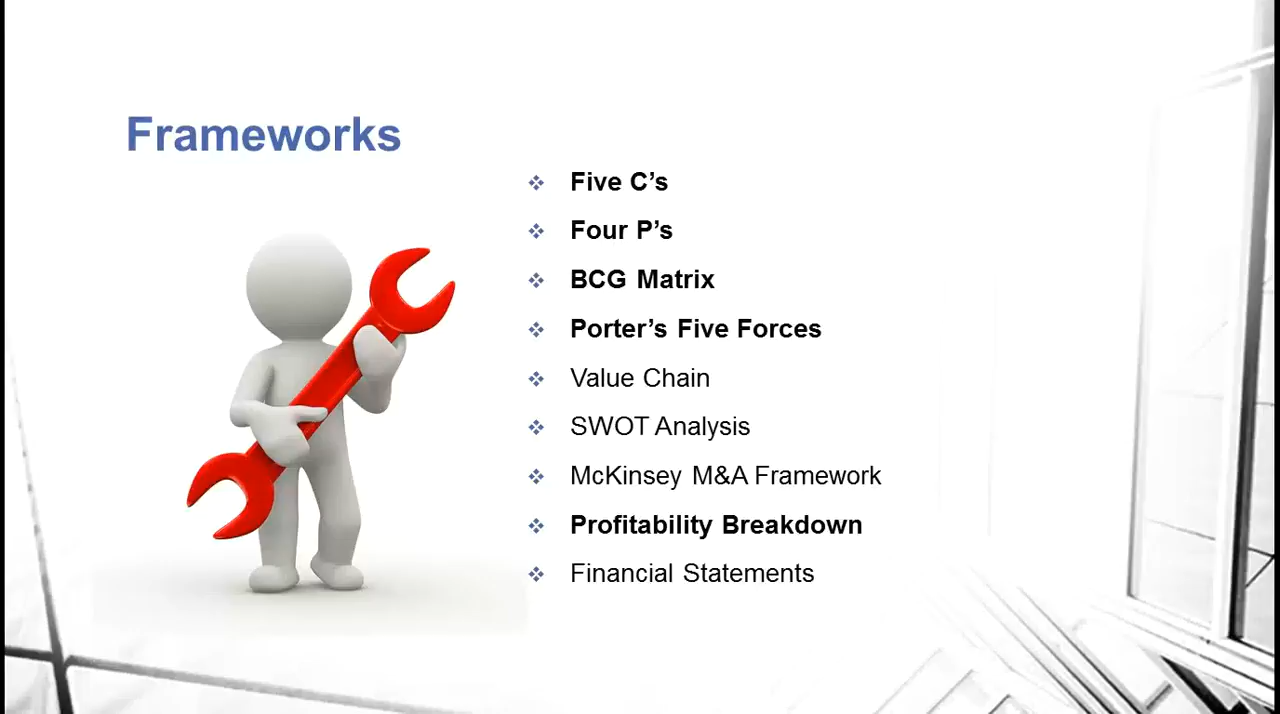 Frameworks
Five C’s
Four P’s
BCG Matrix
Porter’s Five Forces
Value Chain
SWOT Analysis
McKinsey M&A Framework
Profitability Breakdown
Financial Statements